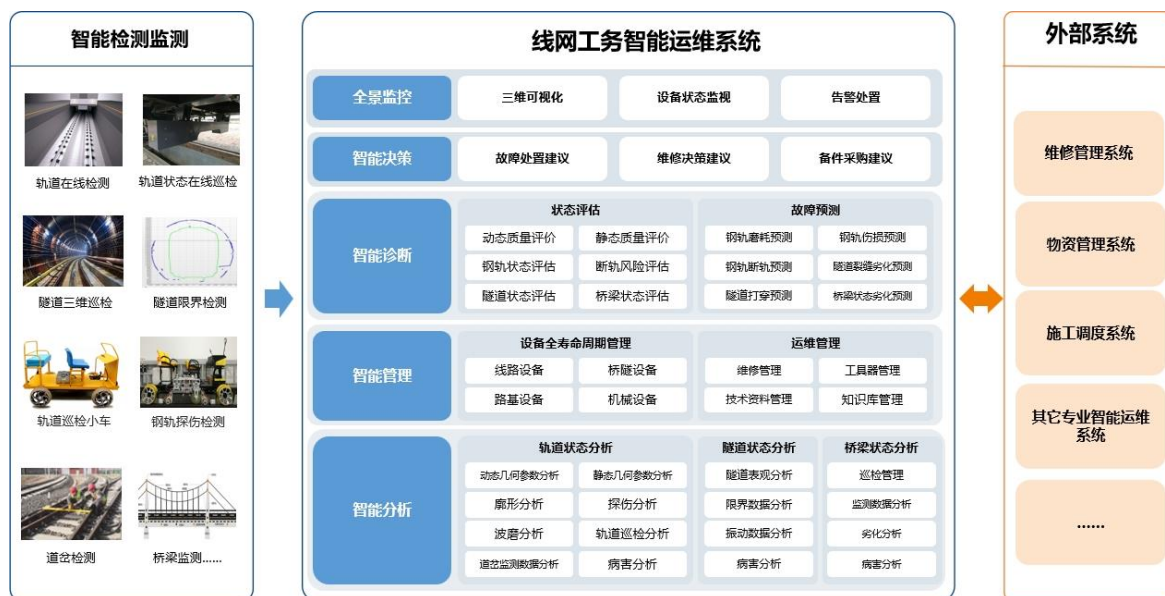 智能检测监测
轨道在线检测
轨道状态在线巡检
隧道三维巡检
隧道限界检测
轨道巡检小车
钢轨探伤检测
道岔检测
桥梁监测......
线网工务智能运维系统
全景监控
三维可视化
设备状态监视
告警处置
智能决策
故障处置建议
维修决策建议
备件采购建议
智能诊断
状态评估
动态质量评价
静态质量评价
钢轨状态评估
断轨风险评估
隧道状态评估
桥梁状态评估
故障预测
钢轨磨耗预测
钢轨伤损预测
钢轨断轨预测
隧道裂缝劣化预测
隧道打穿预测
桥梁状态劣化预测
智能管理
设备全寿命周期管理
线路设备
桥隧设备
路基设备
机械设备
运维管理
维修管理
工具器管理
技术资料管理
知识库管理
智能分析
轨道状态分析
动态几何参数分析
静态几何参数分析
廓形分析
探伤分析
波磨分析
轨道巡检分析
道岔监测数据分析
病害分析
隧道状态分析
隧道表观分析
限界数据分析
振动数据分析
病害分析
桥梁状态分析
巡检管理
监测数据分析
劣化分析
病害分析
外部系统
维修管理系统
物资管理系统
施工调度系统
其它专业智能运维
系统
......